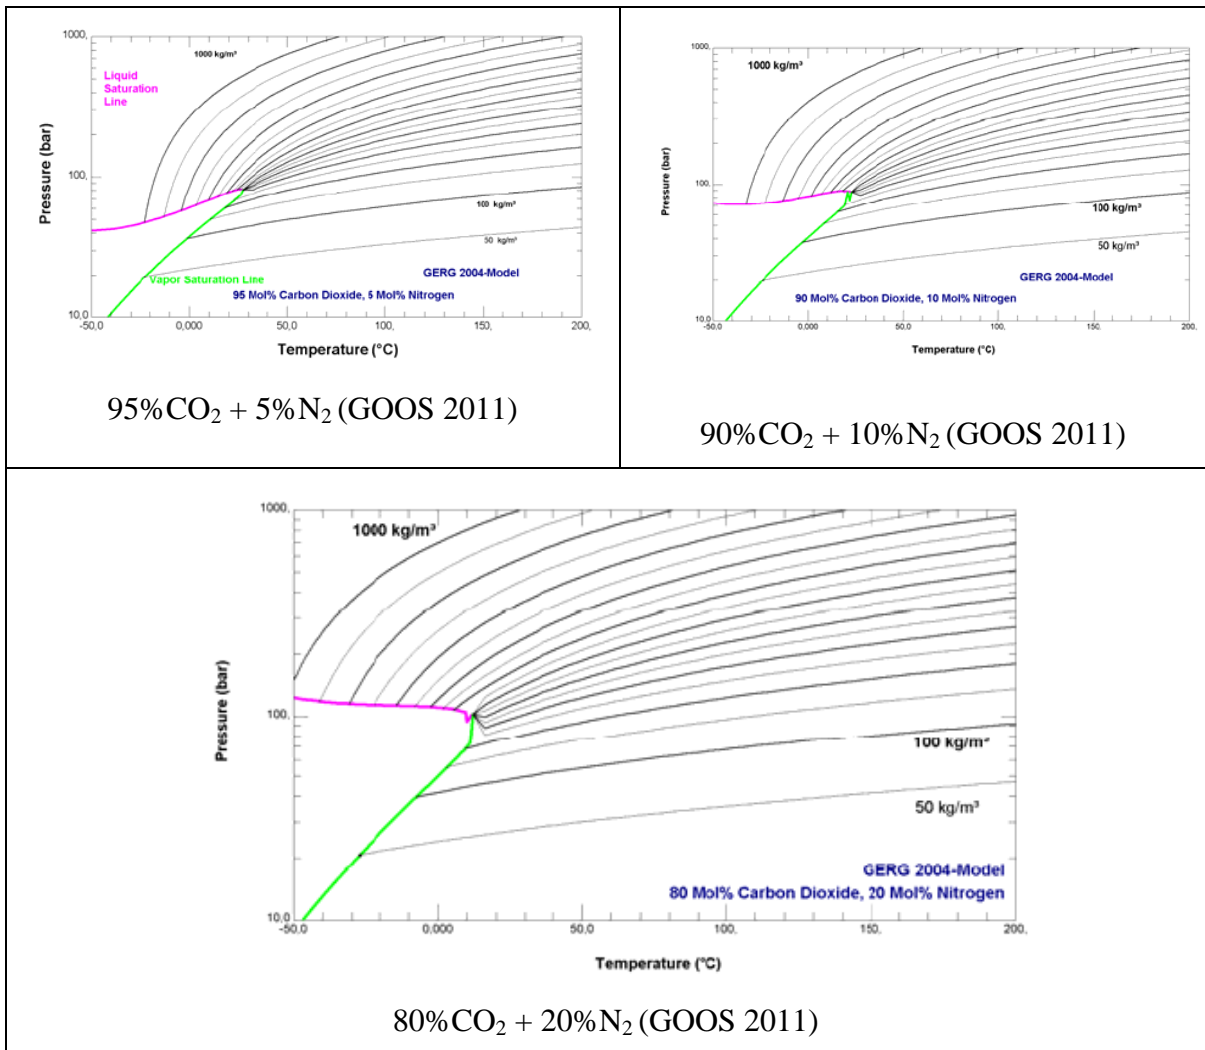 1000,
1000 kg/m³
Liquid
Saturation
Line
Pressure (bar)
100,
100 kg/m³
50 kg/m³
GERG 2004-Model
Vapor Saturation Line
95 Mol% Carbon Dioxide, 5 Mol% Nitrogen
10,0
-50,0 0,000 50,0 100, 150, 200,
Temperature (°C)
95%CO₂ + 5%N₂ (GOOS 2011)
1000,
1000 kg/m³
Pressure (bar)
100,
100 kg/m³
50 kg/m³
GERG 2004-Model
90 Mol% Carbon Dioxide, 10 Mol% Nitrogen
10,0
-50,0 0,000 50,0 100, 150, 200,
Temperature (°C)
90%CO₂ + 10%N₂ (GOOS 2011)
1000,
1000 kg/m³
Pressure (bar)
100,
100 kg/m³
50 kg/m³
GERG 2004-Model
80 Mol% Carbon Dioxide, 20 Mol% Nitrogen
10,0
-50,0 0,000 50,0 100, 150, 200,
Temperature (°C)
80%CO₂ + 20%N₂ (GOOS 2011)